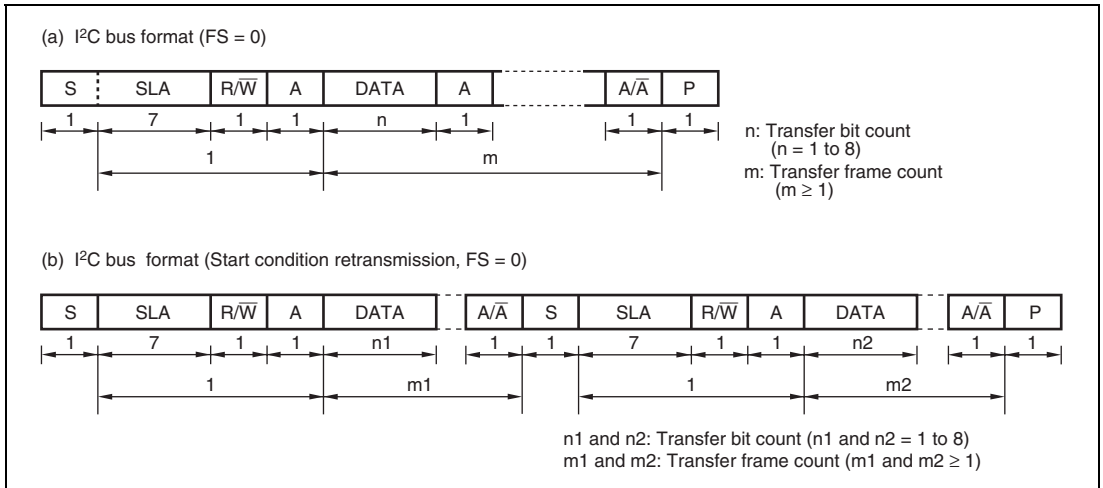 (a) I²C bus format (FS = 0)
S SLA R/W̅ A DATA A A/A̅ P
1 7 1 1 n 1 1 1
1 m
n: Transfer bit count
(n = 1 to 8)
m: Transfer frame count
(m ≥ 1)
(b) I²C bus format (Start condition retransmission, FS = 0)
S SLA R/W̅ A DATA A/A̅ S SLA R/W̅ A DATA A/A̅ P
1 7 1 1 n1 1 1 7 1 1 n2 1 1
1 m1 1 m2
n1 and n2: Transfer bit count (n1 and n2 = 1 to 8)
m1 and m2: Transfer frame count (m1 and m2 ≥ 1)